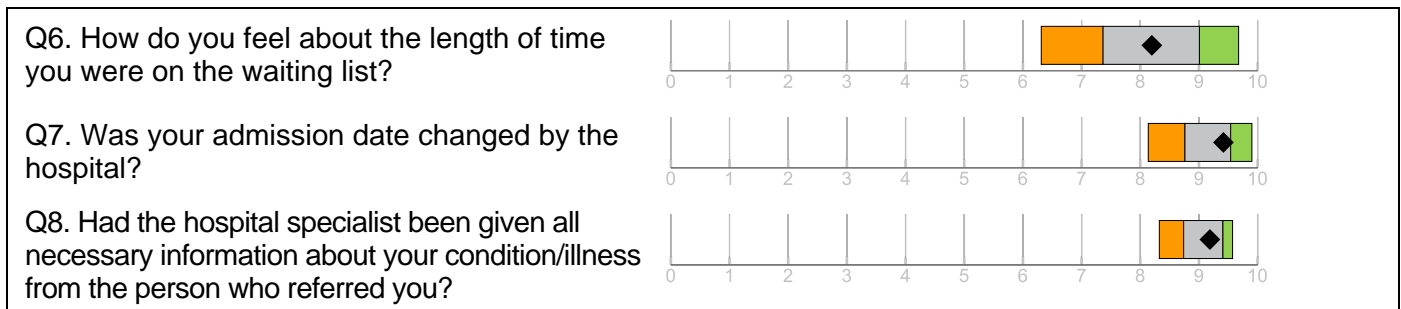 Q6. How do you feel about the length of time
you were on the waiting list?
0 1 2 3 4 5 6 7 8 9 10
Q7. Was your admission date changed by the
hospital?
0 1 2 3 4 5 6 7 8 9 10
Q8. Had the hospital specialist been given all
necessary information about your condition/illness
from the person who referred you?
0 1 2 3 4 5 6 7 8 9 10